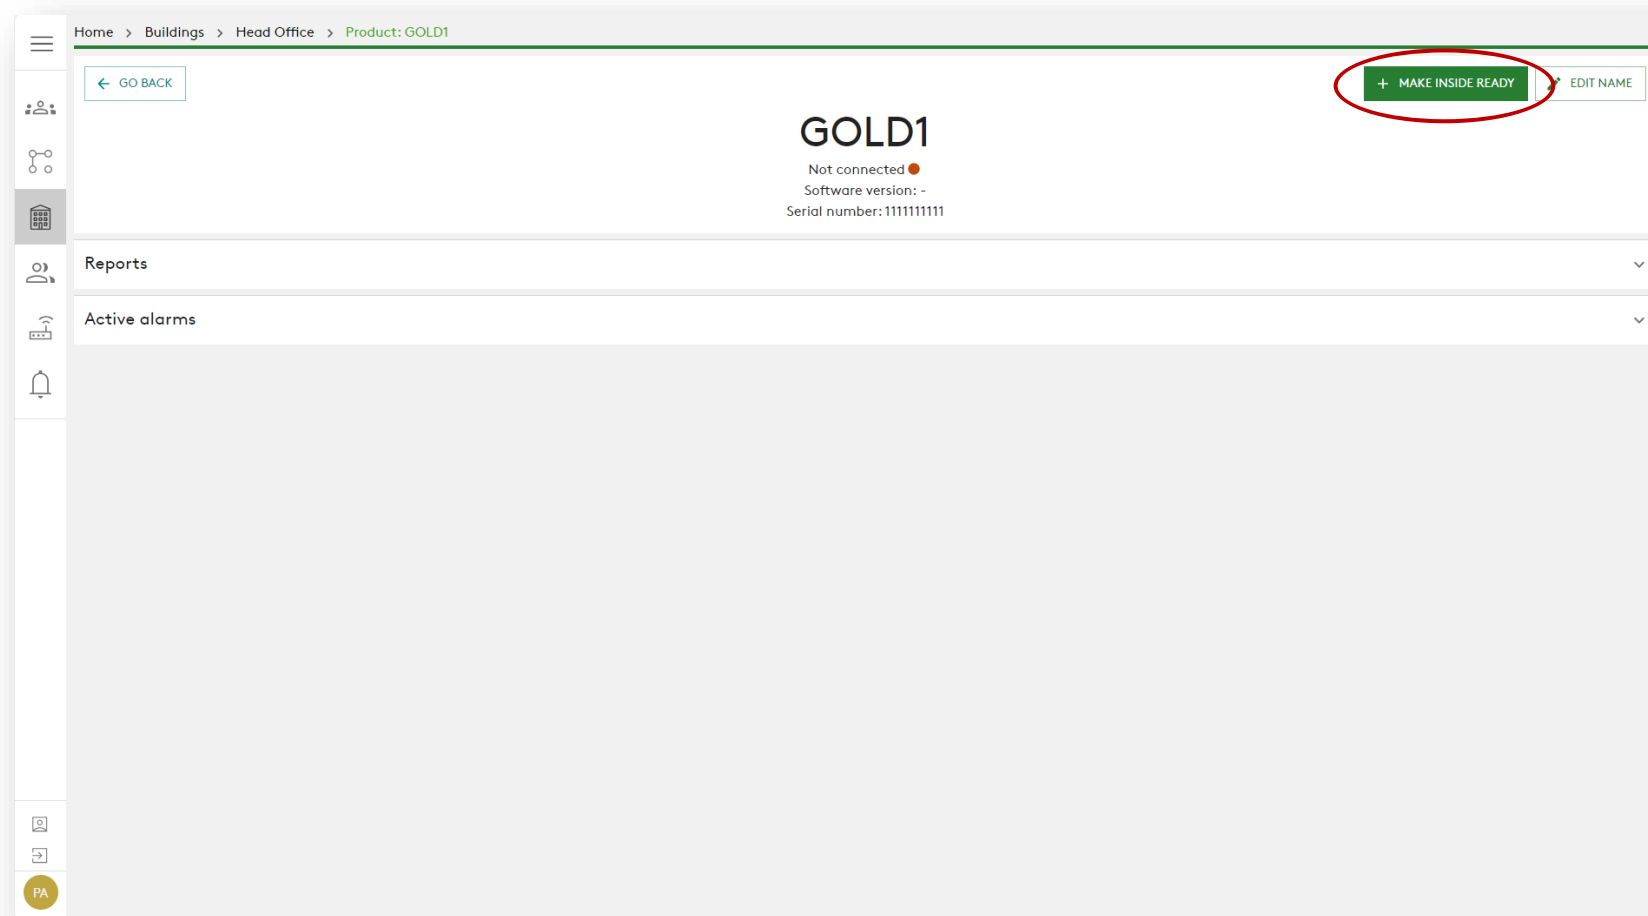 Home > Buildings > Head Office > Product: GOLD1
GO BACK
MAKE INSIDE READY
EDIT NAME
GOLD1
Not connected
Software version: -
Serial number: 1111111111
Reports
Active alarms
PA